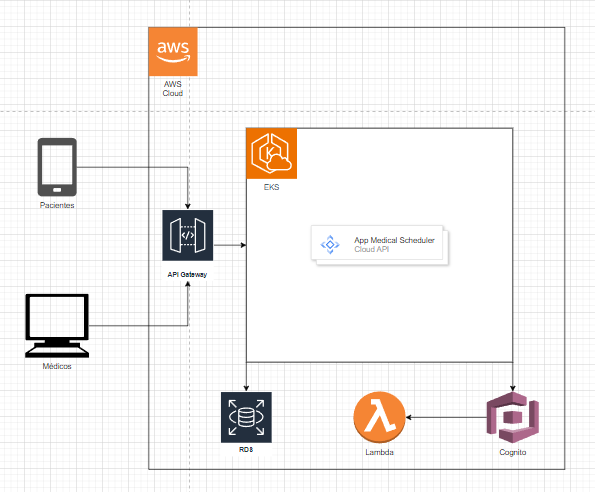 aws
AWS
Cloud
EKS
Pacientes
App Medical Scheduler
Cloud API
API Gateway
Médicos
RDS
Lambda
Cognito